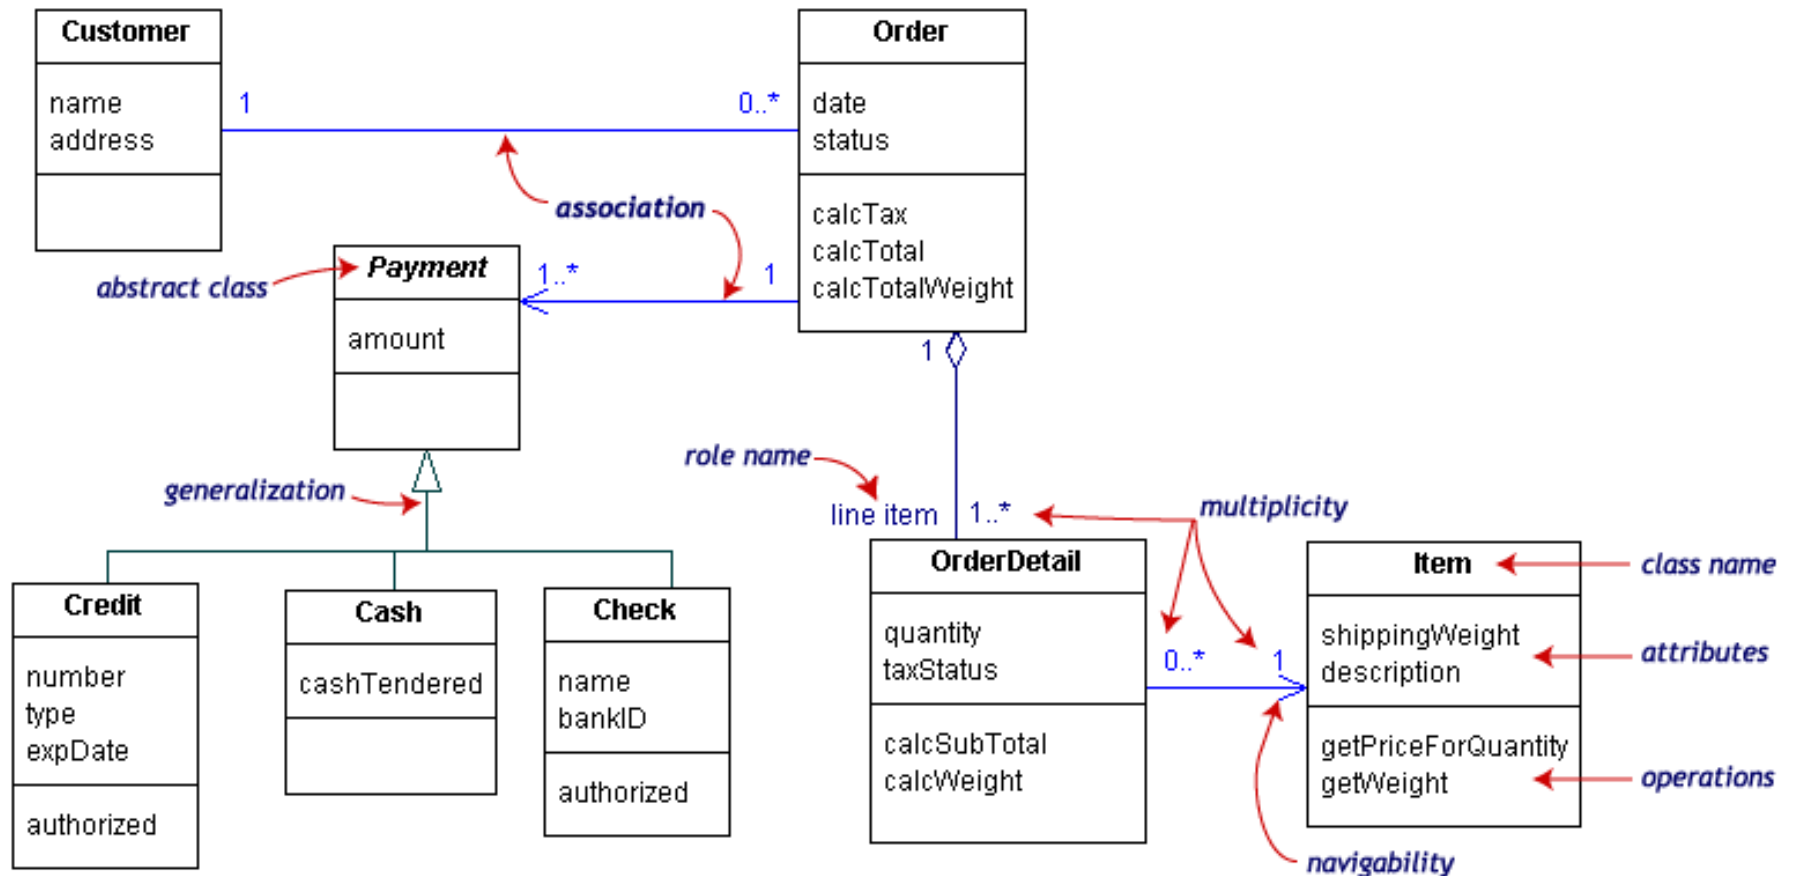 Customer
name
address
1
0..*
Order
date
status
calcTax
calcTotal
calcTotalWeight
association
abstract class
Payment
amount
1..*
1
1
generalization
role name
line item
1..*
multiplicity
Credit
number
type
expDate
authorized
Cash
cashTendered
Check
name
bankID
authorized
OrderDetail
quantity
taxStatus
calcSubTotal
calcWeight
0..*
1
Item
shippingWeight
description
getPriceForQuantity
getWeight
class name
attributes
operations
navigability